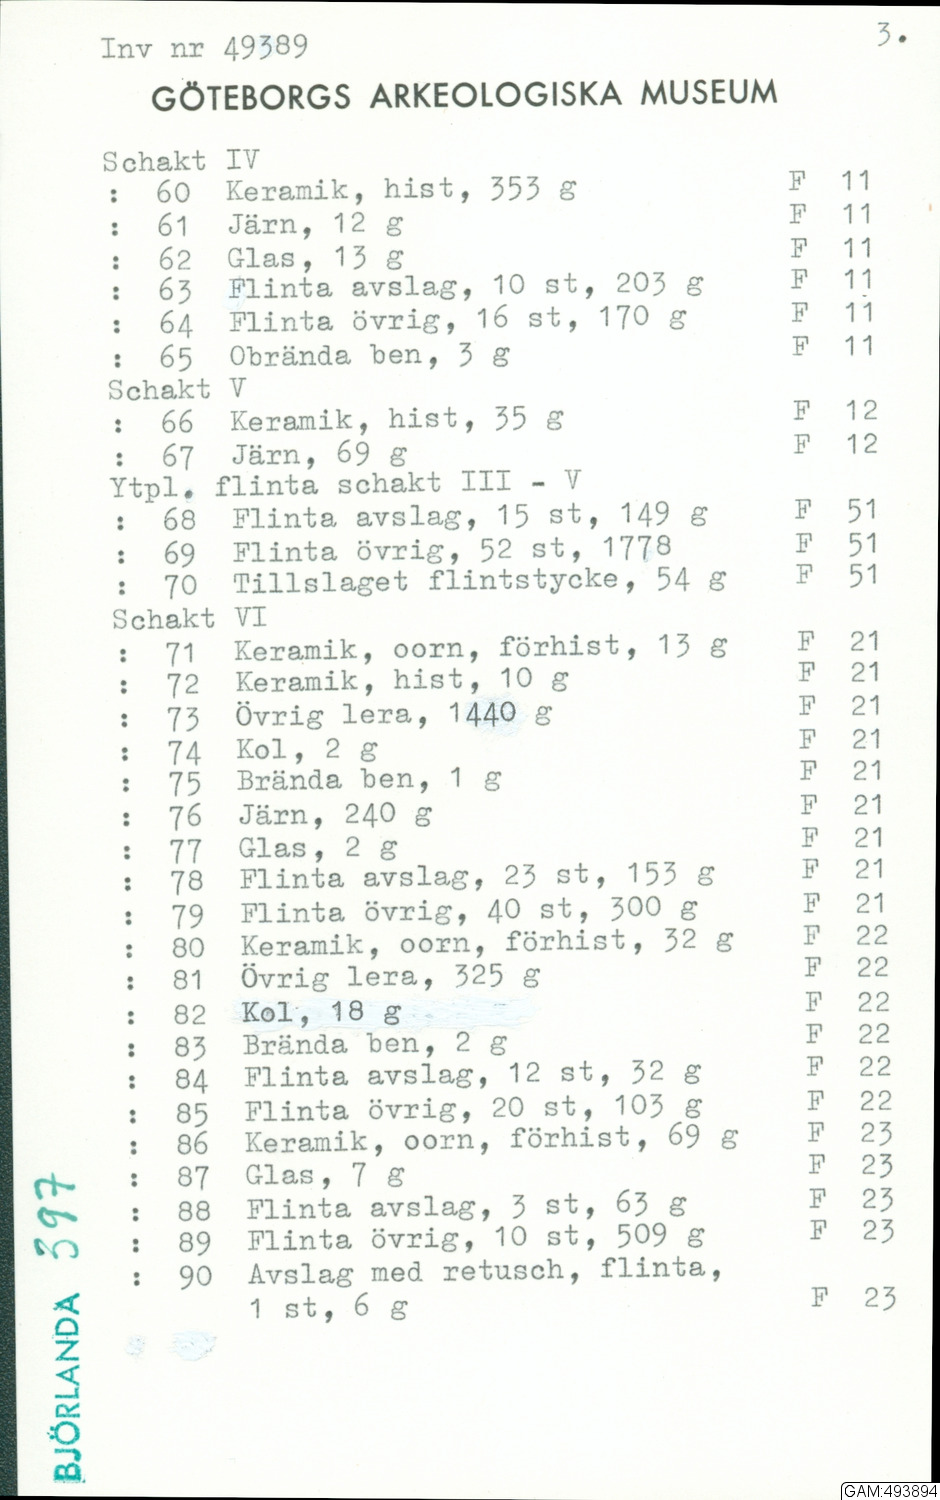 Inv nr 49389
3.
GÖTEBORGS ARKEOLOGISKA MUSEUM
Schakt IV
: 60 Keramik, hist, 353 g F 11
: 61 Järn, 12 g F 11
: 62 Glas, 13 g F 11
: 63 Flinta avslag, 10 st, 203 g F 11
: 64 Flinta övrig, 16 st, 170 g F 11
: 65 Obrända ben, 3 g F 11
Schakt V
: 66 Keramik, hist, 35 g F 12
: 67 Järn, 69 g F 12
Ytpl. flinta schakt III - V
: 68 Flinta avslag, 15 st, 149 g F 51
: 69 Flinta övrig, 52 st, 1778 F 51
: 70 Tillslaget flintstycke, 54 g F 51
Schakt VI
: 71 Keramik, oorn, förhist, 13 g F 21
: 72 Keramik, hist, 10 g F 21
: 73 Övrig lera, 1440 g F 21
: 74 Kol, 2 g F 21
: 75 Brända ben, 1 g F 21
: 76 Järn, 240 g F 21
: 77 Glas, 2 g F 21
: 78 Flinta avslag, 23 st, 153 g F 21
: 79 Flinta övrig, 40 st, 300 g F 21
: 80 Keramik, oorn, förhist, 32 g F 22
: 81 Övrig lera, 325 g F 22
: 82 Kol, 18 g F 22
: 83 Brända ben, 2 g F 22
: 84 Flinta avslag, 12 st, 32 g F 22
: 85 Flinta övrig, 20 st, 103 g F 22
: 86 Keramik, oorn, förhist, 69 g F 23
: 87 Glas, 7 g F 23
: 88 Flinta avslag, 3 st, 63 g F 23
: 89 Flinta övrig, 10 st, 509 g F 23
: 90 Avslag med retusch, flinta,
1 st, 6 g F 23
BJÖRLANDA 397
GAM:493894